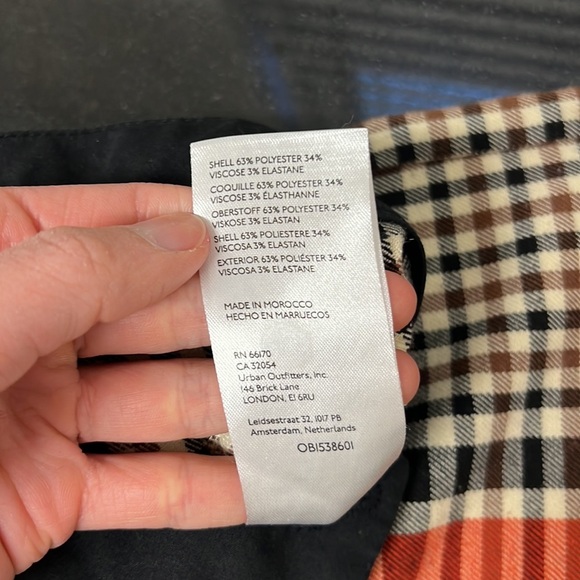 SHELL 63% POLYESTER 34%
VISCOSE 3% ELASTANE
COQUILLE 63% POLYESTER 34%
VISCOSE 3% ÉLASTHANNE
OBERSTOFF 63% POLYESTER 34%
VISKOSE 3% ELASTAN
SHELL 63% POLIESTERE 34%
VISCOSA 3% ELASTAN
EXTERIOR 63% POLIÉSTER 34%
VISCOSA 3% ELASTANE
MADE IN MOROCCO
HECHO EN MARRUECOS
RN 66170
CA 32054
Urban Outfitters, Inc.
146 Brick Lane
LONDON, E1 6RU
Leidsestraat 32, 1017 PB
Amsterdam, Netherlands
OB1538601